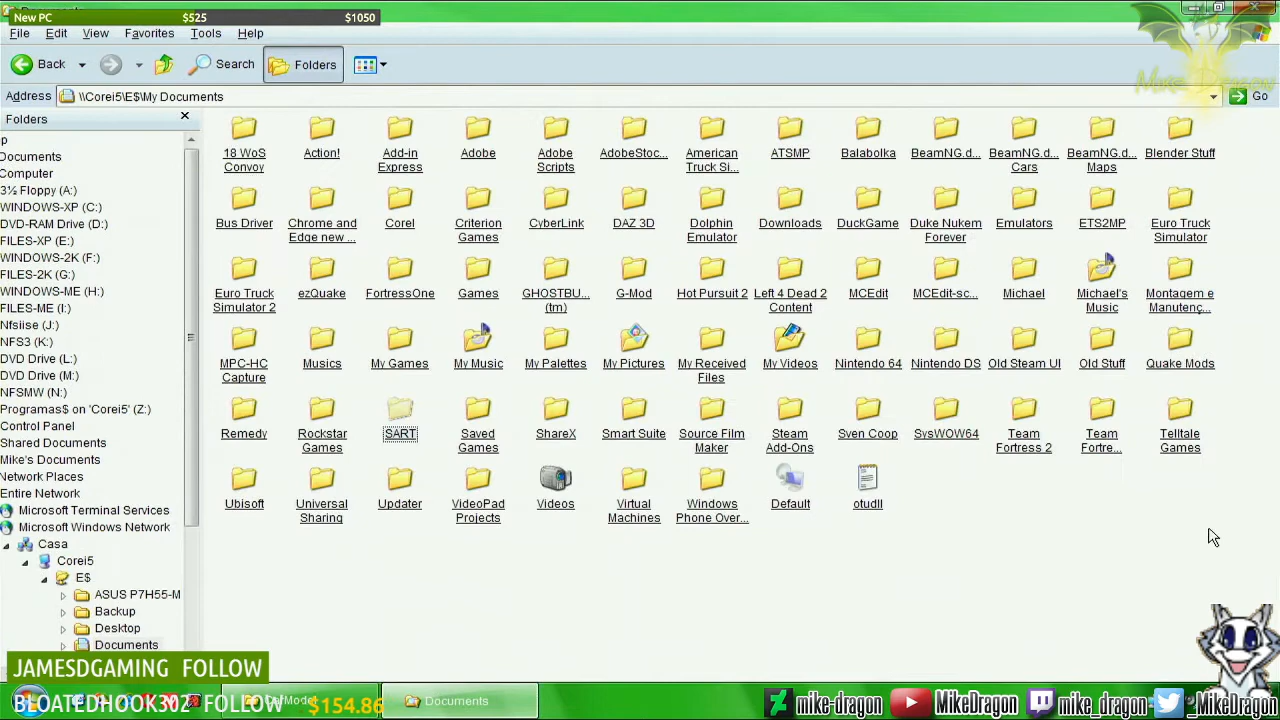 New PC $525 $1050
File Edit View Favorites Tools Help
Mike Dragon
Back Search Folders
Address \\Corei5\E$\My Documents Go
Folders
p
Documents
Computer
3½ Floppy (A:)
WINDOWS-XP (C:)
DVD-RAM Drive (D:)
FILES-XP (E:)
WINDOWS-2K (F:)
FILES-2K (G:)
WINDOWS-ME (H:)
FILES-ME (I:)
Nfsiise (J:)
NFS3 (K:)
DVD Drive (L:)
DVD Drive (M:)
NFSMW (N:)
Programas$ on 'Corei5' (Z:)
Control Panel
Shared Documents
Mike's Documents
Network Places
Entire Network
Microsoft Terminal Services
Microsoft Windows Network
Casa
Corei5
E$
ASUS P7H55-M
Backup
Desktop
Documents
18 WoS Convoy
Action!
Add-in Express
Adobe
Adobe Scripts
AdobeStoc...
American Truck Si...
ATSMP
Balabolka
BeamNG.d...
BeamNG.d... Cars
BeamNG.d... Maps
Blender Stuff
Bus Driver
Chrome and Edge new ...
Corel
Criterion Games
CyberLink
DAZ 3D
Dolphin Emulator
Downloads
DuckGame
Duke Nukem Forever
Emulators
ETS2MP
Euro Truck Simulator
Euro Truck Simulator 2
ezQuake
FortressOne
Games
GHOSTBU... (tm)
G-Mod
Hot Pursuit 2
Left 4 Dead 2 Content
MCEdit
MCEdit-sc...
Michael
Michael's Music
Montagem e Manutenç...
MPC-HC Capture
Musics
My Games
My Music
My Palettes
My Pictures
My Received Files
My Videos
Nintendo 64
Nintendo DS
Old Steam UI
Old Stuff
Quake Mods
Remedy
Rockstar Games
SART
Saved Games
ShareX
Smart Suite
Source Film Maker
Steam Add-Ons
Sven Coop
SysWOW64
Team Fortress 2
Team Fortre...
Telltale Games
Ubisoft
Universal Sharing
Updater
VideoPad Projects
Videos
Virtual Machines
Windows Phone Over...
Default
otudll
JAMESDGAMING FOLLOW
BLOATEDHOOK302 FOLLOW $154.86
Documents
mike-dragon MikeDragon mike_dragon _MikeDragon